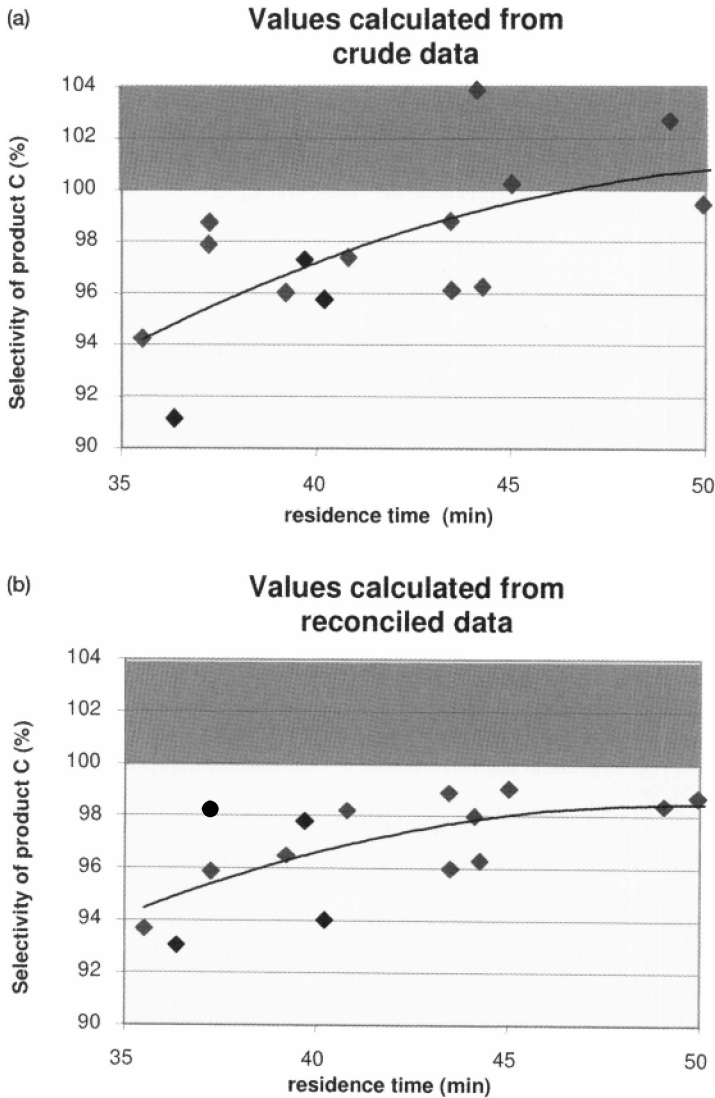 (a)
Values calculated from
crude data
104
102
100
98
96
94
92
90
Selectivity of product C (%)
35
40
45
50
residence time (min)
(b)
Values calculated from
reconciled data
104
102
100
98
96
94
92
90
Selectivity of product C (%)
35
40
45
50
residence time (min)